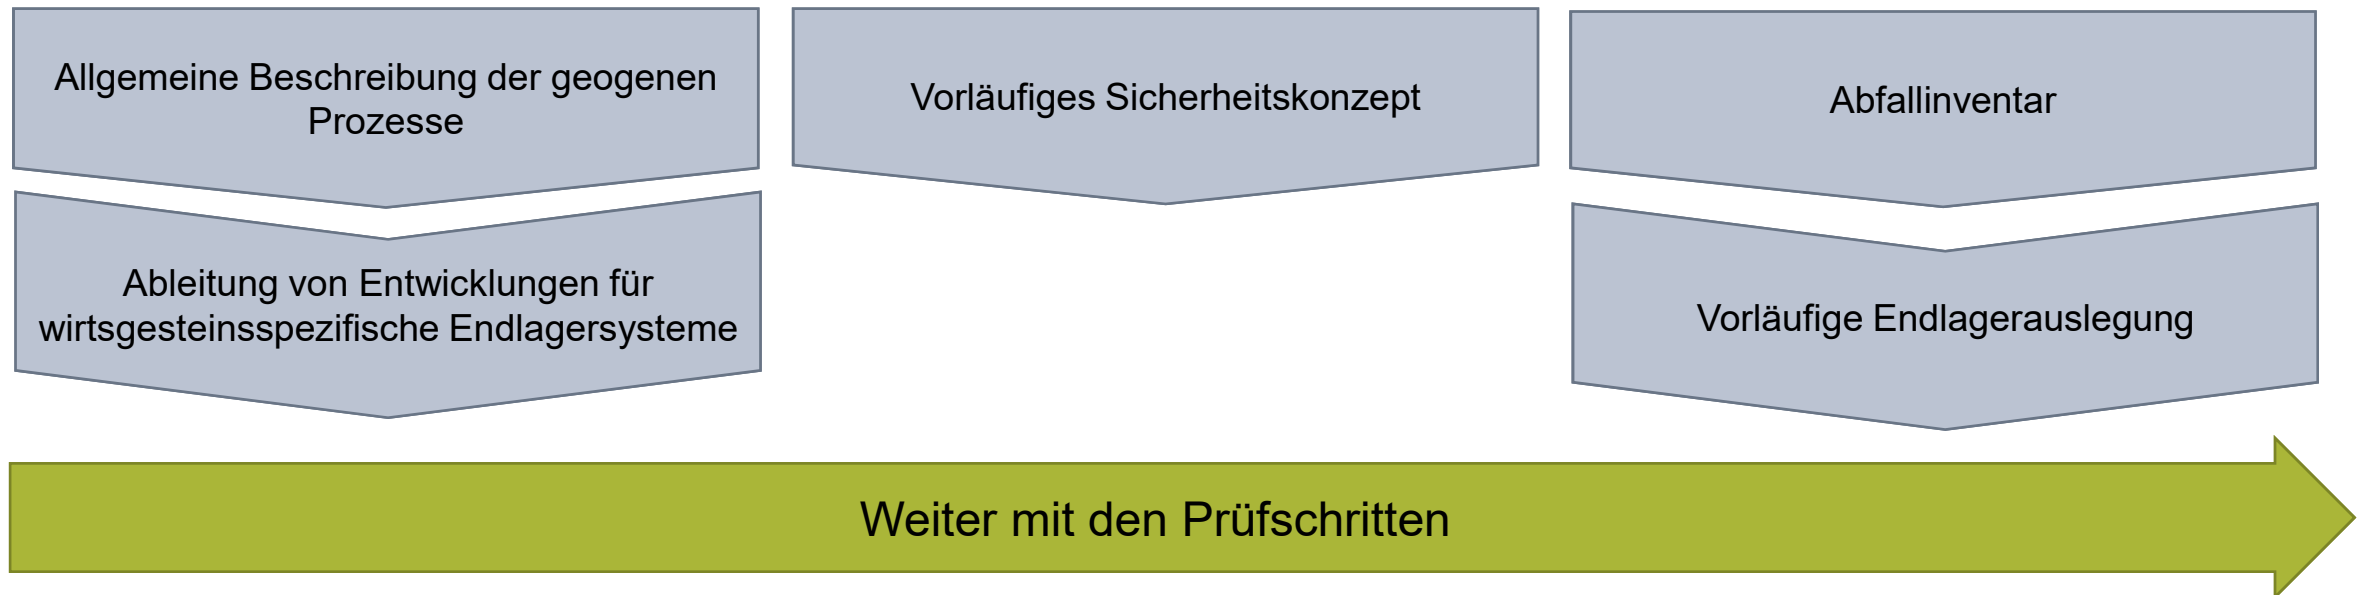 Allgemeine Beschreibung der geogenen
Prozesse
Vorläufiges Sicherheitskonzept
Abfallinventar
Ableitung von Entwicklungen für
wirtsgesteinsspezifische Endlagersysteme
Vorläufige Endlagerauslegung
Weiter mit den Prüfschritten